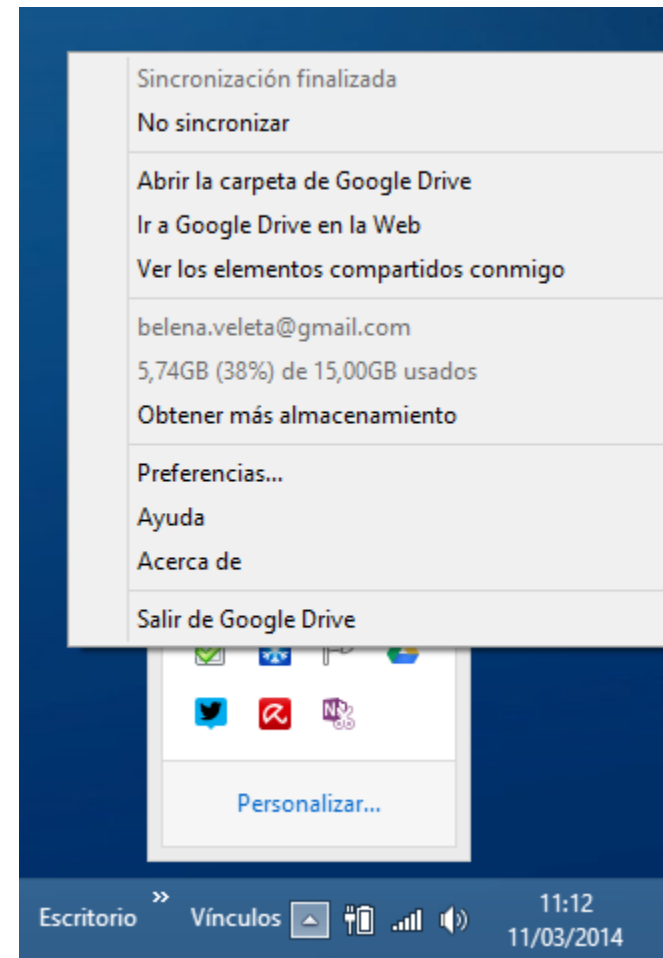 Sincronización finalizada
No sincronizar
Abrir la carpeta de Google Drive
Ir a Google Drive en la Web
Ver los elementos compartidos conmigo
belena.veleta@gmail.com
5,74GB (38%) de 15,00GB usados
Obtener más almacenamiento
Preferencias...
Ayuda
Acerca de
Salir de Google Drive
Personalizar...
Escritorio » Vínculos 11:12
11/03/2014